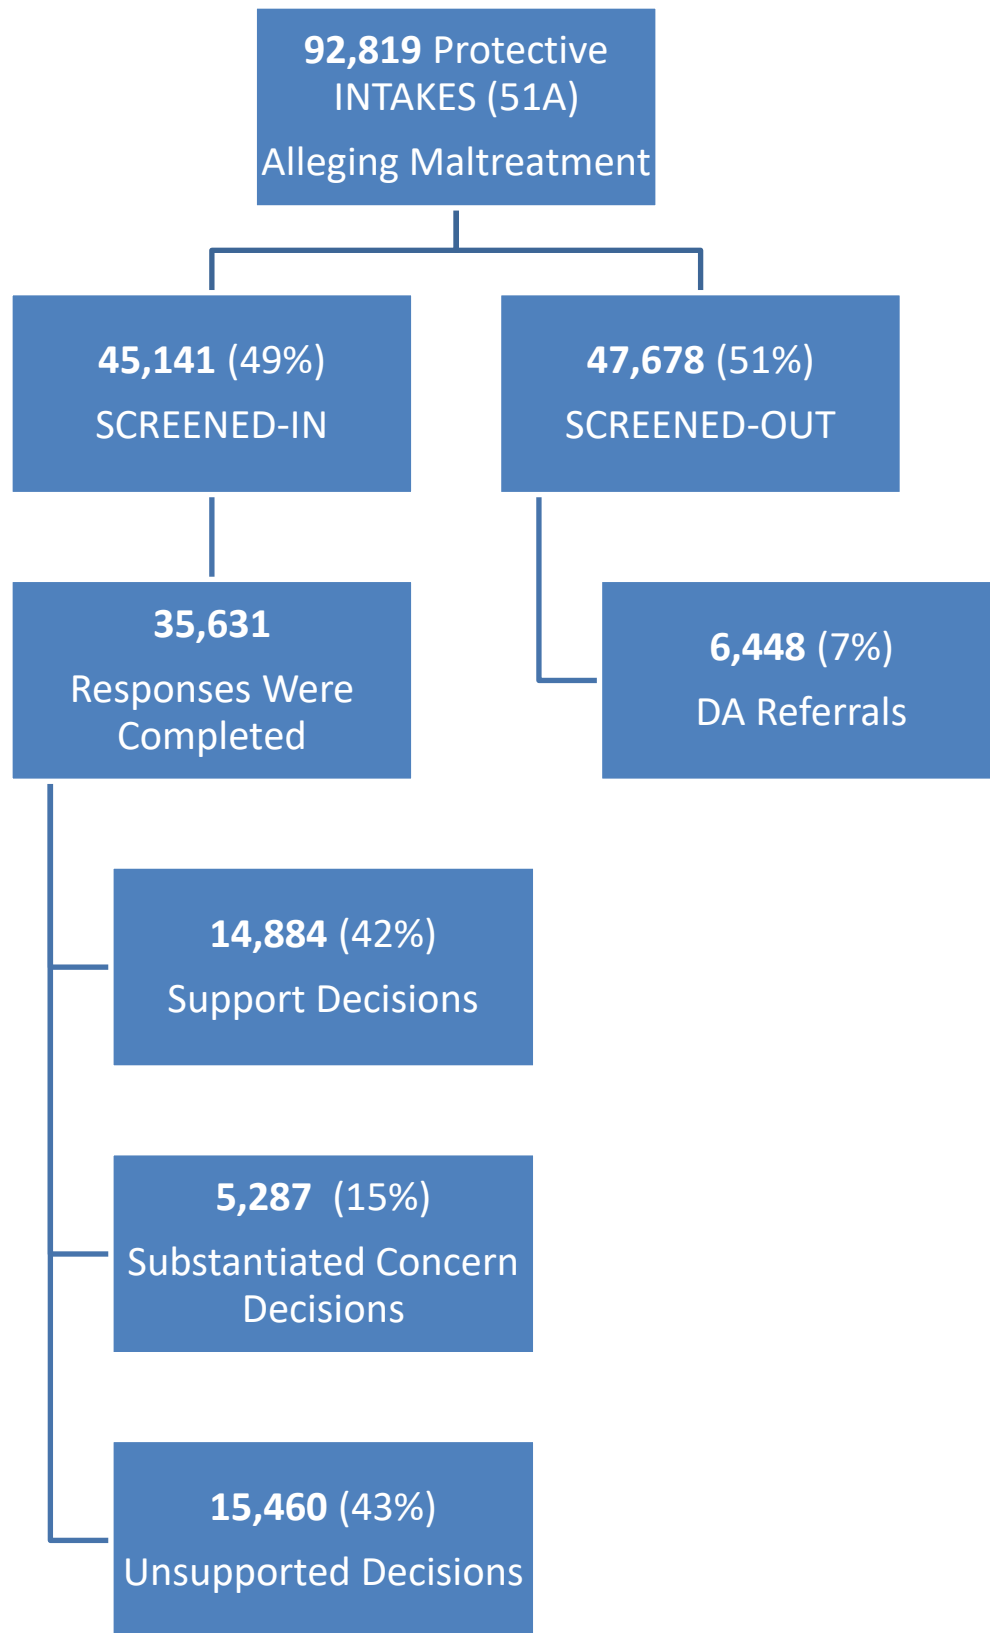 92,819 Protective
INTAKES (51A)
Alleging Maltreatment
45,141 (49%)
SCREENED-IN
47,678 (51%)
SCREENED-OUT
35,631
Responses Were
Completed
6,448 (7%)
DA Referrals
14,884 (42%)
Support Decisions
5,287 (15%)
Substantiated Concern
Decisions
15,460 (43%)
Unsupported Decisions